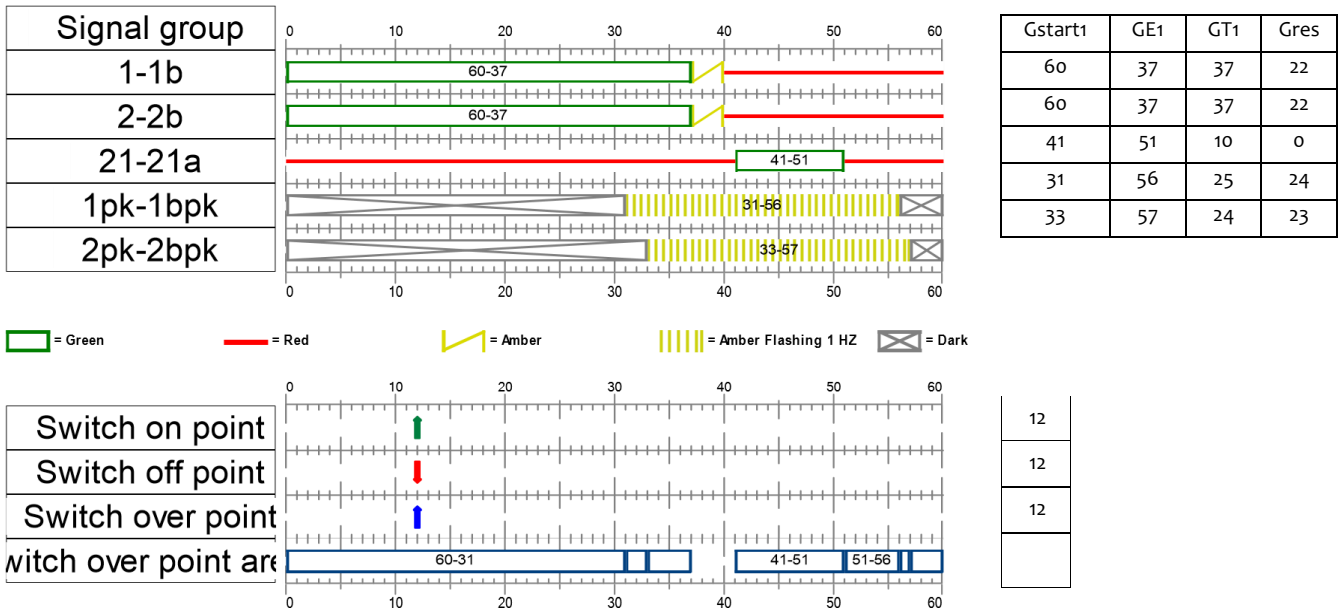 Signal group
0 10 20 30 40 50 60
Gstart1 GE1 GT1 Gres
1-1b
60-37
60 37 37 22
2-2b
60-37
60 37 37 22
21-21a
41-51
41 51 10 0
1pk-1bpk
31-56
31 56 25 24
2pk-2bpk
33-57
33 57 24 23
0 10 20 30 40 50 60
= Green
= Red
= Amber
= Amber Flashing 1 HZ
= Dark
0 10 20 30 40 50 60
Switch on point
12
Switch off point
12
Switch over point
12
witch over point are
60-31
41-51
51-56
0 10 20 30 40 50 60